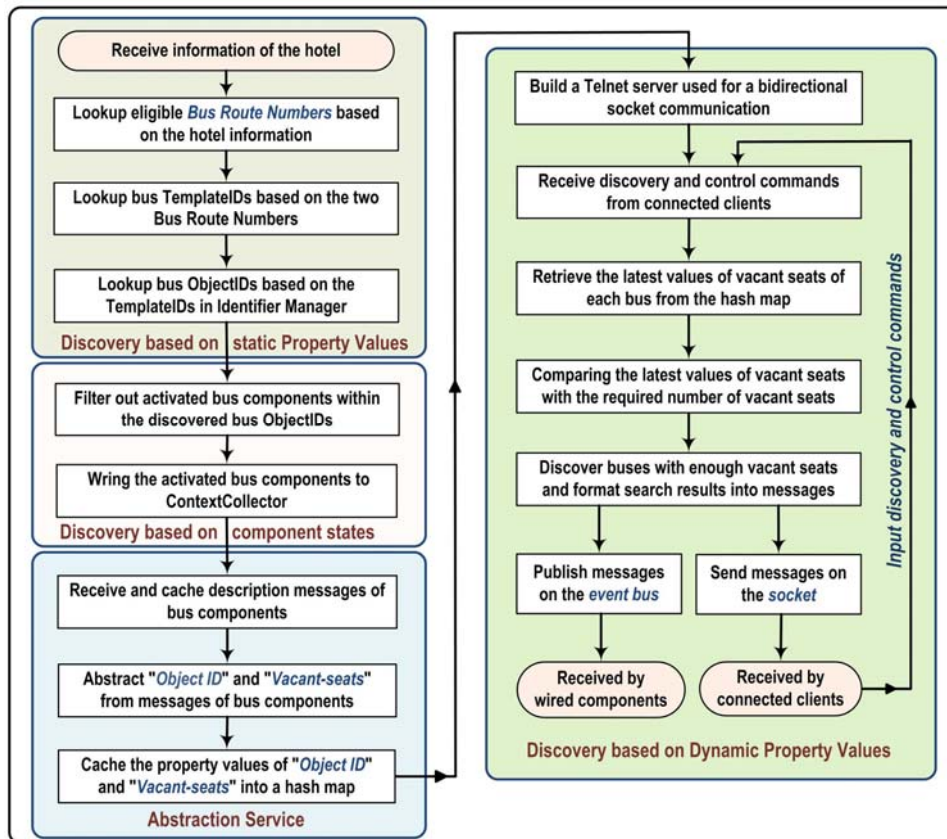 Receive information of the hotel
Lookup eligible Bus Route Numbers based
on the hotel information
Lookup bus TemplateIDs based on the two
Bus Route Numbers
Lookup bus ObjectIDs based on the
TemplateIDs in Identifier Manager
Discovery based on static Property Values
Filter out activated bus components within
the discovered bus ObjectIDs
Wring the activated bus components to
ContextCollector
Discovery based on component states
Receive and cache description messages of
bus components
Abstract "Object ID" and "Vacant-seats"
from messages of bus components
Cache the property values of "Object ID"
and "Vacant-seats" into a hash map
Abstraction Service
Build a Telnet server used for a bidirectional
socket communication
Receive discovery and control commands
from connected clients
Retrieve the latest values of vacant seats of
each bus from the hash map
Comparing the latest values of vacant seats
with the required number of vacant seats
Discover buses with enough vacant seats
and format search results into messages
Publish messages
on the event bus
Send messages on
the socket
Received by
wired components
Received by
connected clients
Input discovery and control commands
Discovery based on Dynamic Property Values